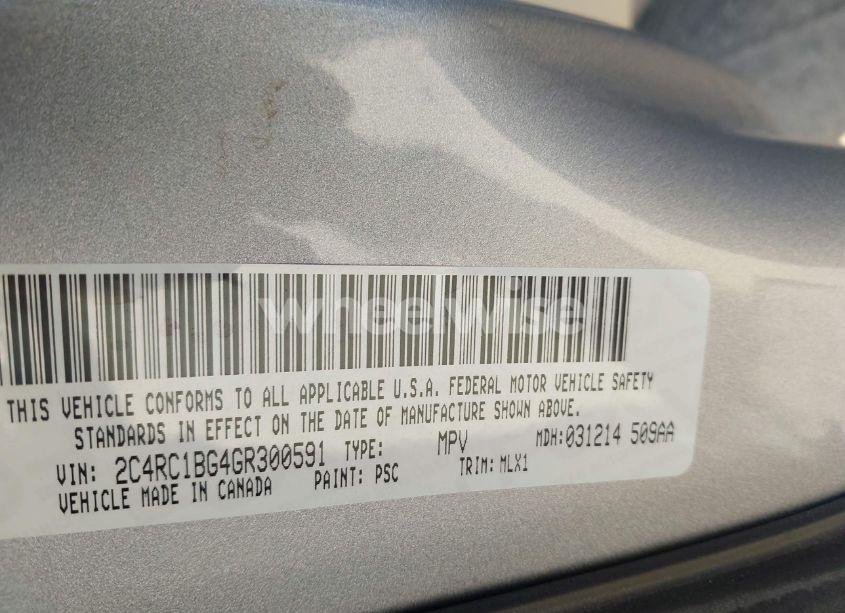 wheelwise
THIS VEHICLE CONFORMS TO ALL APPLICABLE U.S.A. FEDERAL MOTOR VEHICLE SAFETY
STANDARDS IN EFFECT ON THE DATE OF MANUFACTURE SHOWN ABOVE.
VIN: 2C4RC1BG4GR300591 TYPE: MPV MDH:031214 509AA
VEHICLE MADE IN CANADA PAINT: PSC TRIM: MLX1